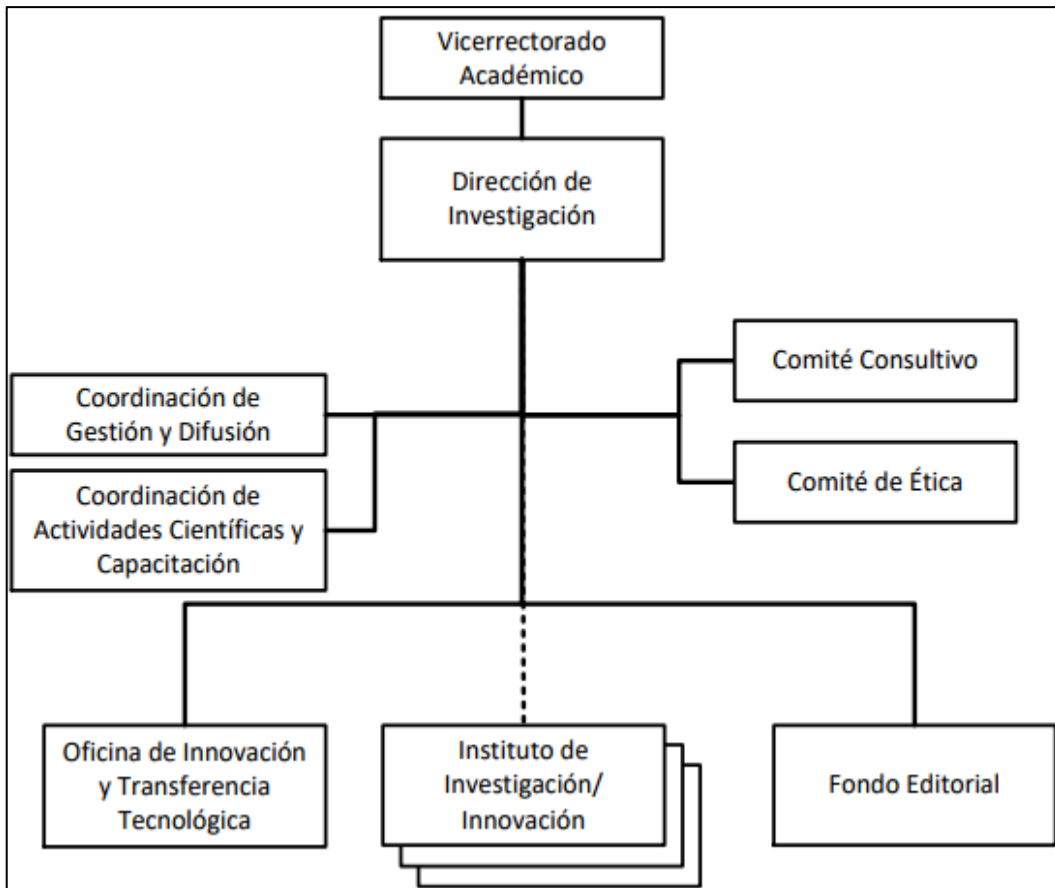 Vicerrectorado
Académico
Dirección de
Investigación
Comité Consultivo
Coordinación de
Gestión y Difusión
Comité de Ética
Coordinación de
Actividades Científicas y
Capacitación
Oficina de Innovación
y Transferencia
Tecnológica
Instituto de
Investigación/
Innovación
Fondo Editorial